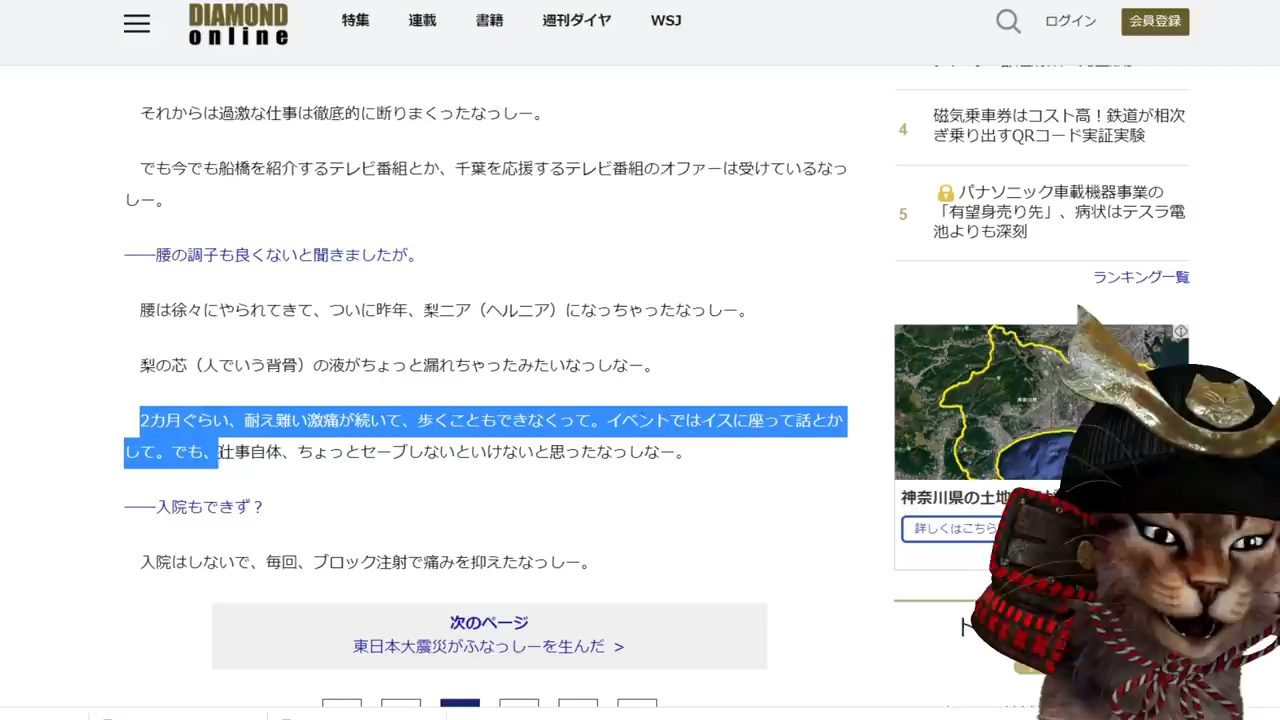 DIAMOND
online
特集 連載 書籍 週刊ダイヤ WSJ
ログイン 会員登録
それからは過激な仕事は徹底的に断りまくったなっしー。
でも今でも船橋を紹介するテレビ番組とか、千葉を応援するテレビ番組のオファーは受けているなっ
しー。
――腰の調子も良くないと聞きましたが。
腰は徐々にやられてきて、ついに昨年、梨ニア（ヘルニア）になっちゃったなっしー。
梨の芯（人でいう背骨）の液がちょっと漏れちゃったみたいなっしなー。
2カ月ぐらい、耐え難い激痛が続いて、歩くこともできなくって。イベントではイスに座って話とか
して。でも、仕事自体、ちょっとセーブしないといけないと思ったなっしなー。
――入院もできず？
入院はしないで、毎回、ブロック注射で痛みを抑えたなっしー。
次のページ
東日本大震災がふなっしーを生んだ >
4
磁気乗車券はコスト高！鉄道が相次
ぎ乗り出すQRコード実証実験
5
パナソニック車載機器事業の
「有望身売り先」、病状はテスラ電
池よりも深刻
ランキング一覧
神奈川県の土地
詳しくはこちら